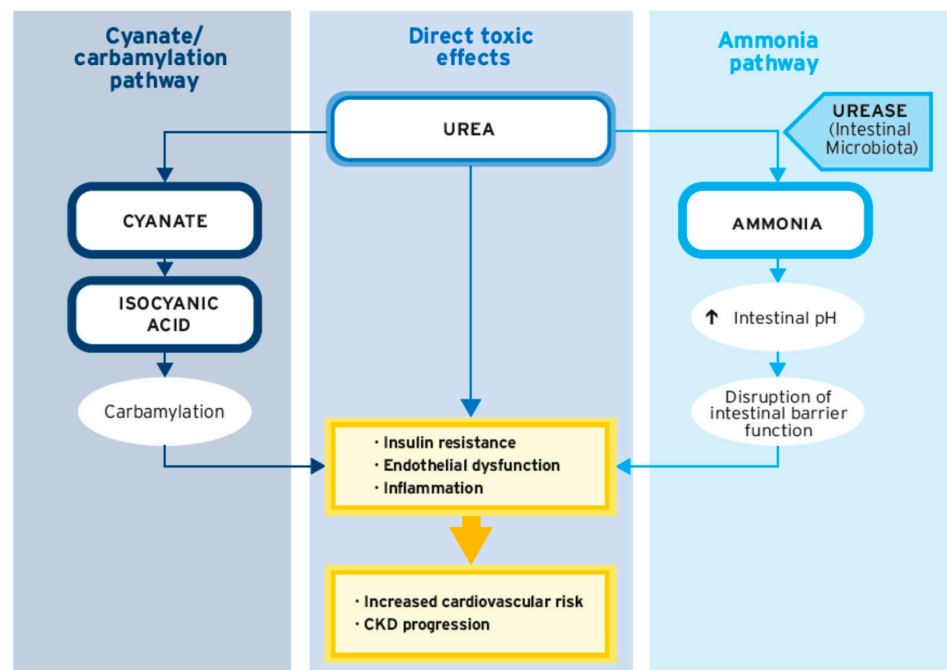 Cyanate/
carbamylation
pathway
Direct toxic
effects
Ammonia
pathway
UREA
UREASE
(Intestinal
Microbiota)
CYANATE
AMMONIA
ISOCYANIC
ACID
↑ Intestinal pH
Carbamylation
Disruption of
intestinal barrier
function
· Insulin resistance
· Endothelial dysfunction
· Inflammation
· Increased cardiovascular risk
· CKD progression